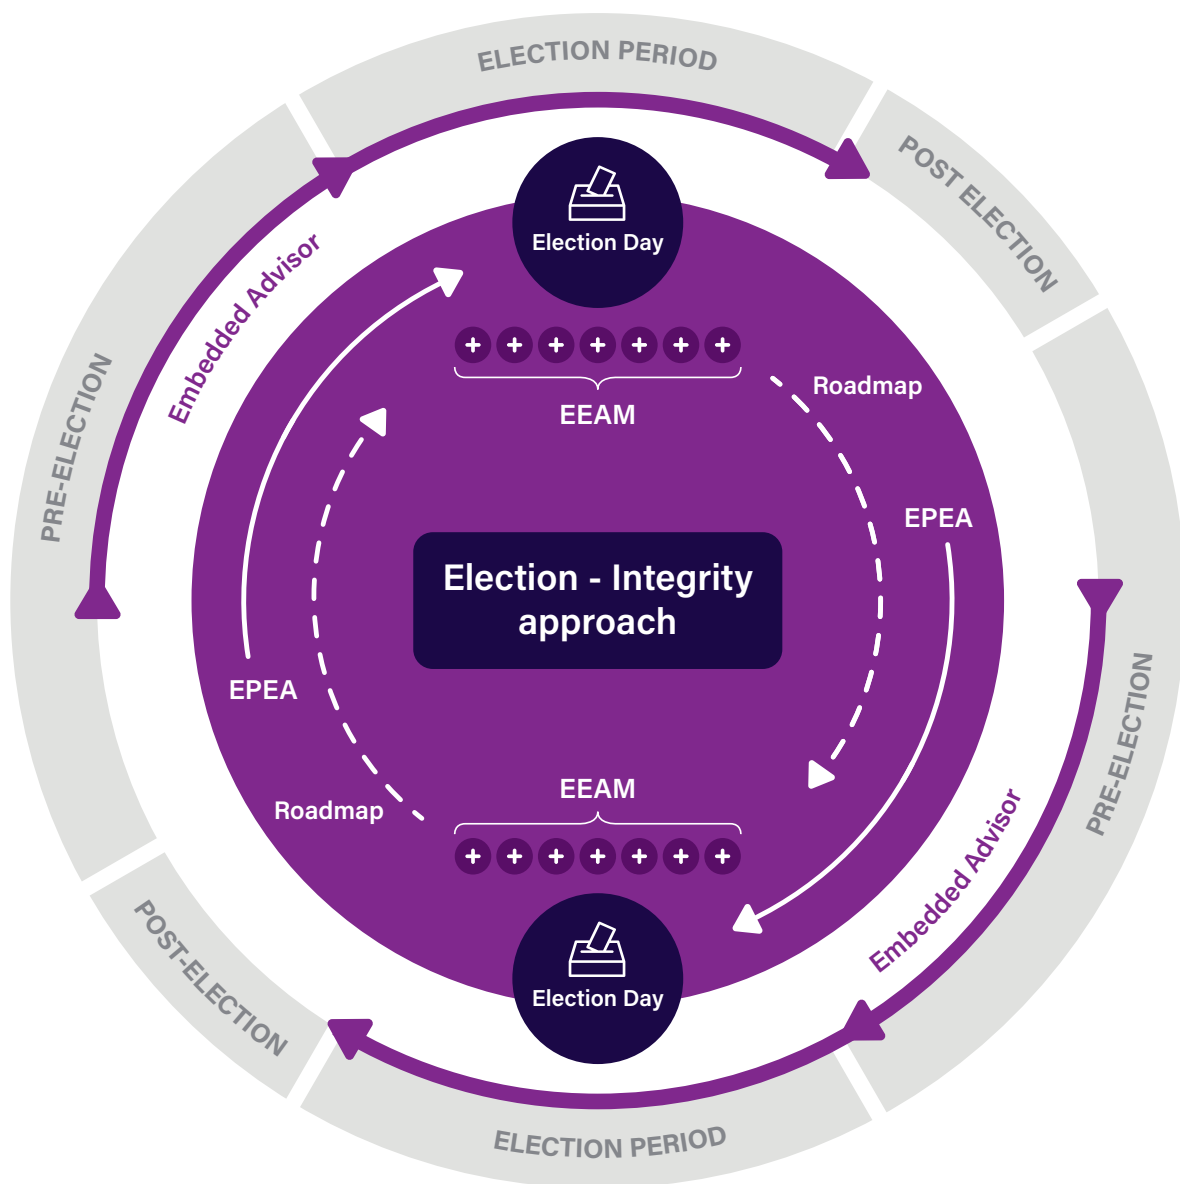 ELECTION PERIOD
POST ELECTION
PRE-ELECTION
Embedded Advisor
Election Day
+ + + + + + +
EEAM
Roadmap
EPEA
Election - Integrity
approach
EPEA
Roadmap
EEAM
+ + + + + + +
Election Day
Embedded Advisor
PRE-ELECTION
POST-ELECTION
ELECTION PERIOD